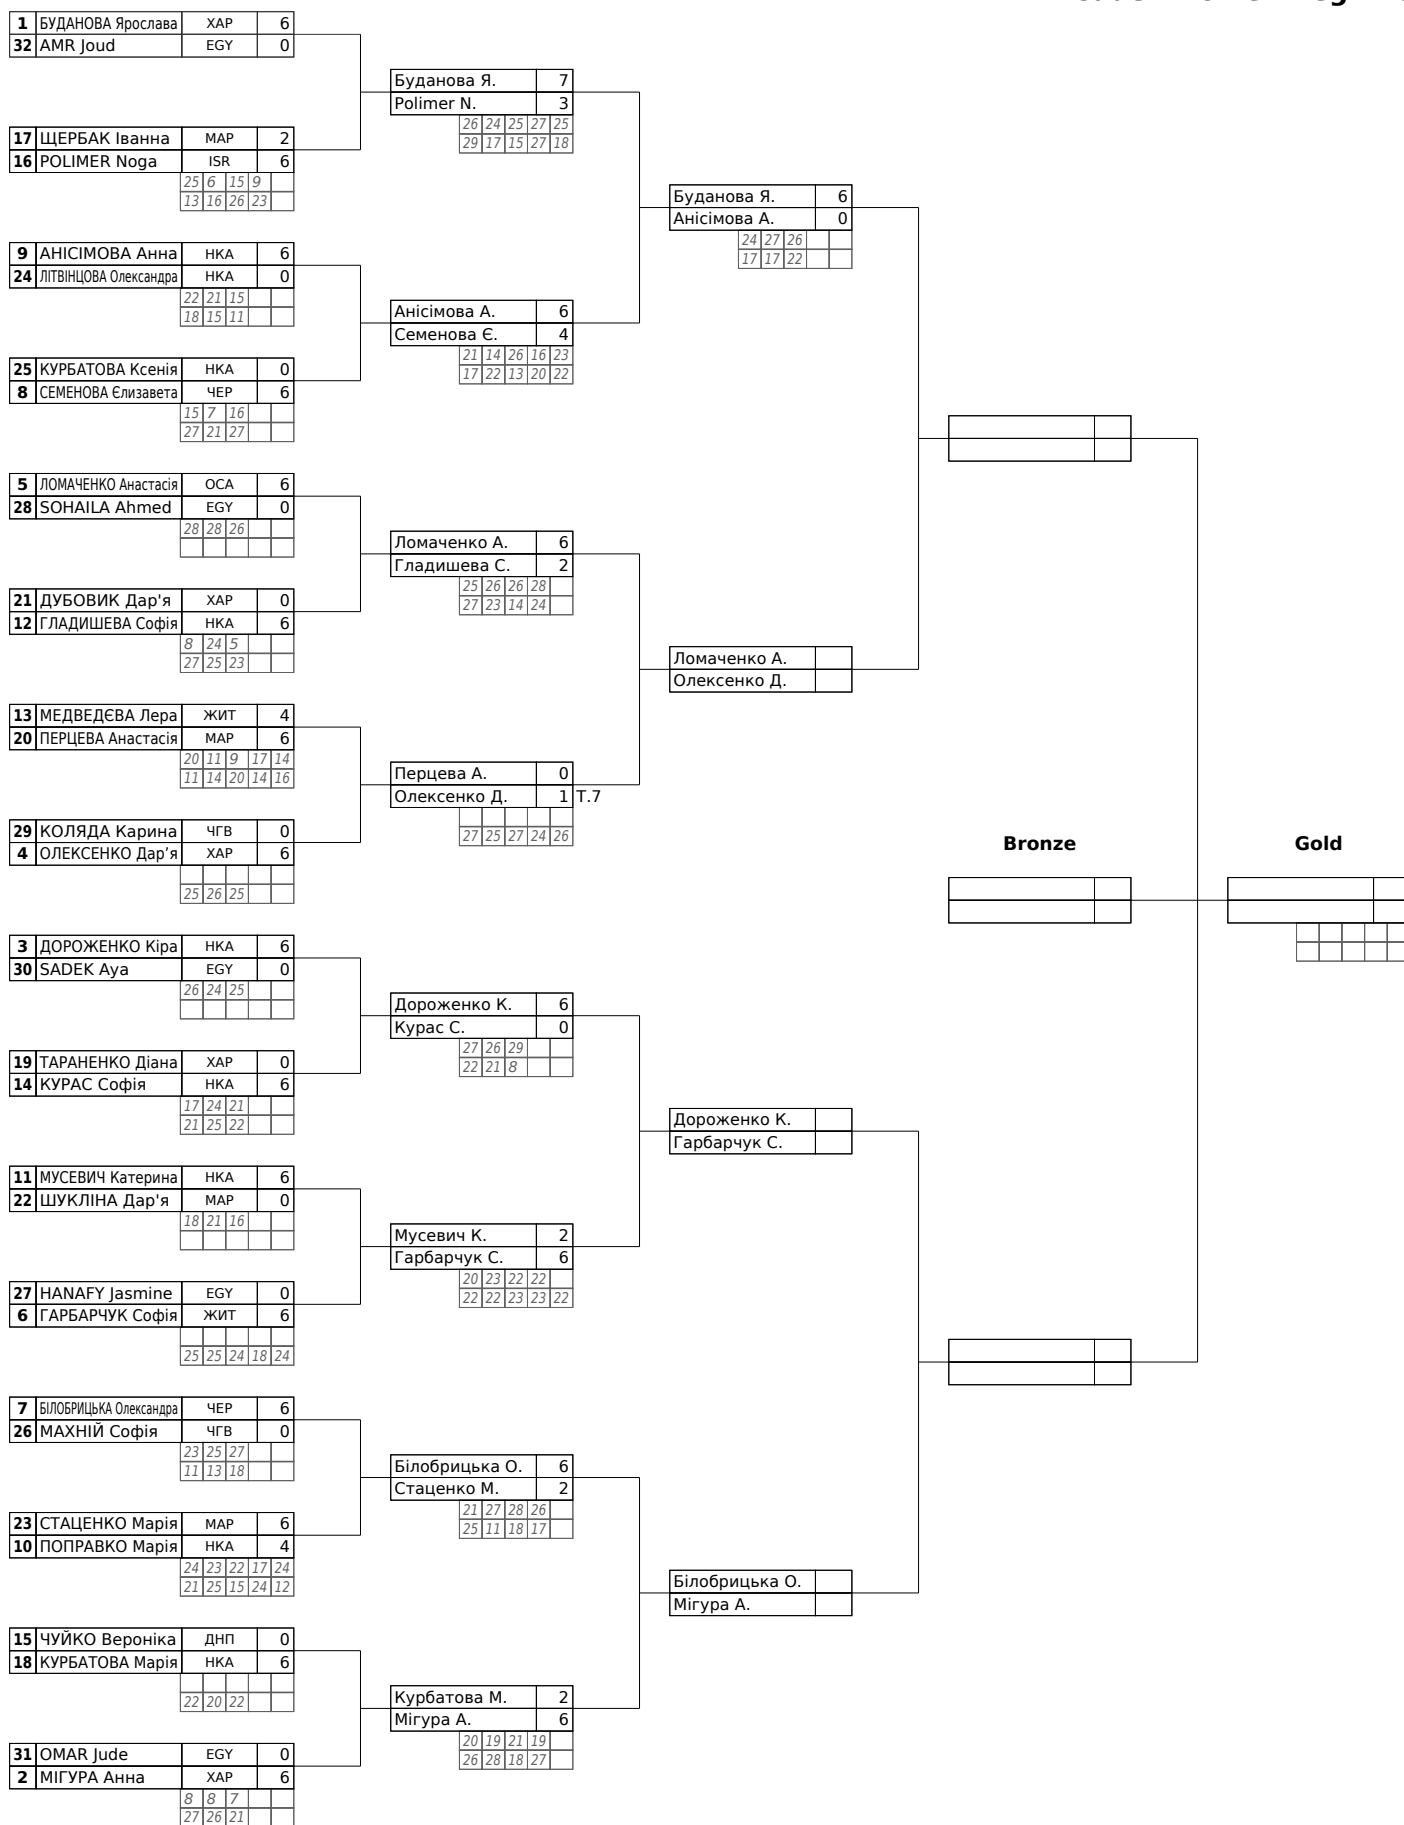 1 БУДАНОВА Ярослава ХАР 6
32 AMR Joud EGY 0
Буданова Я. 7
Polimer N. 3
26 24 25 27 25
29 17 15 27 18
17 ЩЕРБАК Іванна МАР 2
16 POLIMER Noga ISR 6
25 6 15 9
13 16 26 23
Буданова Я. 6
Анісімова А. 0
24 27 26
17 17 22
9 АНІСІМОВА Анна НКА 6
24 ЛІТВІНЦОВА Олександра НКА 0
22 21 15
18 15 11
Анісімова А. 6
Семенова Є. 4
21 14 26 16 23
17 22 13 20 22
25 КУРБАТОВА Ксенія НКА 0
8 СЕМЕНОВА Єлизавета ЧЕР 6
15 7 16
27 21 27
5 ЛОМАЧЕНКО Анастасія ОСА 6
28 SOHAILA Ahmed EGY 0
28 28 26
Ломаченко А. 6
Гладишева С. 2
25 26 26 28
27 23 14 24
21 ДУБОВИК Дар'я ХАР 0
12 ГЛАДИШЕВА Софія НКА 6
8 24 5
27 25 23
Ломаченко А.
Олексенко Д.
13 МЕДВЕДЄВА Лера ЖИТ 4
20 ПЕРЦЕВА Анастасія МАР 6
20 11 9 17 14
11 14 20 14 16
Перцева А. 0
Олексенко Д. 1 T.7
27 25 27 24 26
29 КОЛЯДА Карина ЧГВ 0
4 ОЛЕКСЕНКО Дар’я ХАР 6
25 26 25
Bronze Gold
3 ДОРОЖЕНКО Кіра НКА 6
30 SADEK Aya EGY 0
26 24 25
Дороженко К. 6
Курас С. 0
27 26 29
22 21 8
19 ТАРАНЕНКО Діана ХАР 0
14 КУРАС Софія НКА 6
17 24 21
21 25 22
Дороженко К.
Гарбарчук С.
11 МУСЕВИЧ Катерина НКА 6
22 ШУКЛІНА Дар'я МАР 0
18 21 16
Мусевич К. 2
Гарбарчук С. 6
20 23 22 22
22 22 23 23 22
27 HANAFY Jasmine EGY 0
6 ГАРБАРЧУК Софія ЖИТ 6
25 25 24 18 24
7 БІЛОБРИЦЬКА Олександра ЧЕР 6
26 МАХНІЙ Софія ЧГВ 0
23 25 27
11 13 18
Білобрицька О. 6
Стаценко М. 2
21 27 28 26
25 11 18 17
23 СТАЦЕНКО Марія МАР 6
10 ПОПРАВКО Марія НКА 4
24 23 22 17 24
21 25 15 24 12
Білобрицька О.
Мігура А.
15 ЧУЙКО Вероніка ДНП 0
18 КУРБАТОВА Марія НКА 6
22 20 22
Курбатова М. 2
Мігура А. 6
20 19 21 19
26 28 18 27
31 OMAR Jude EGY 0
2 МІГУРА Анна ХАР 6
8 8 7
27 26 21